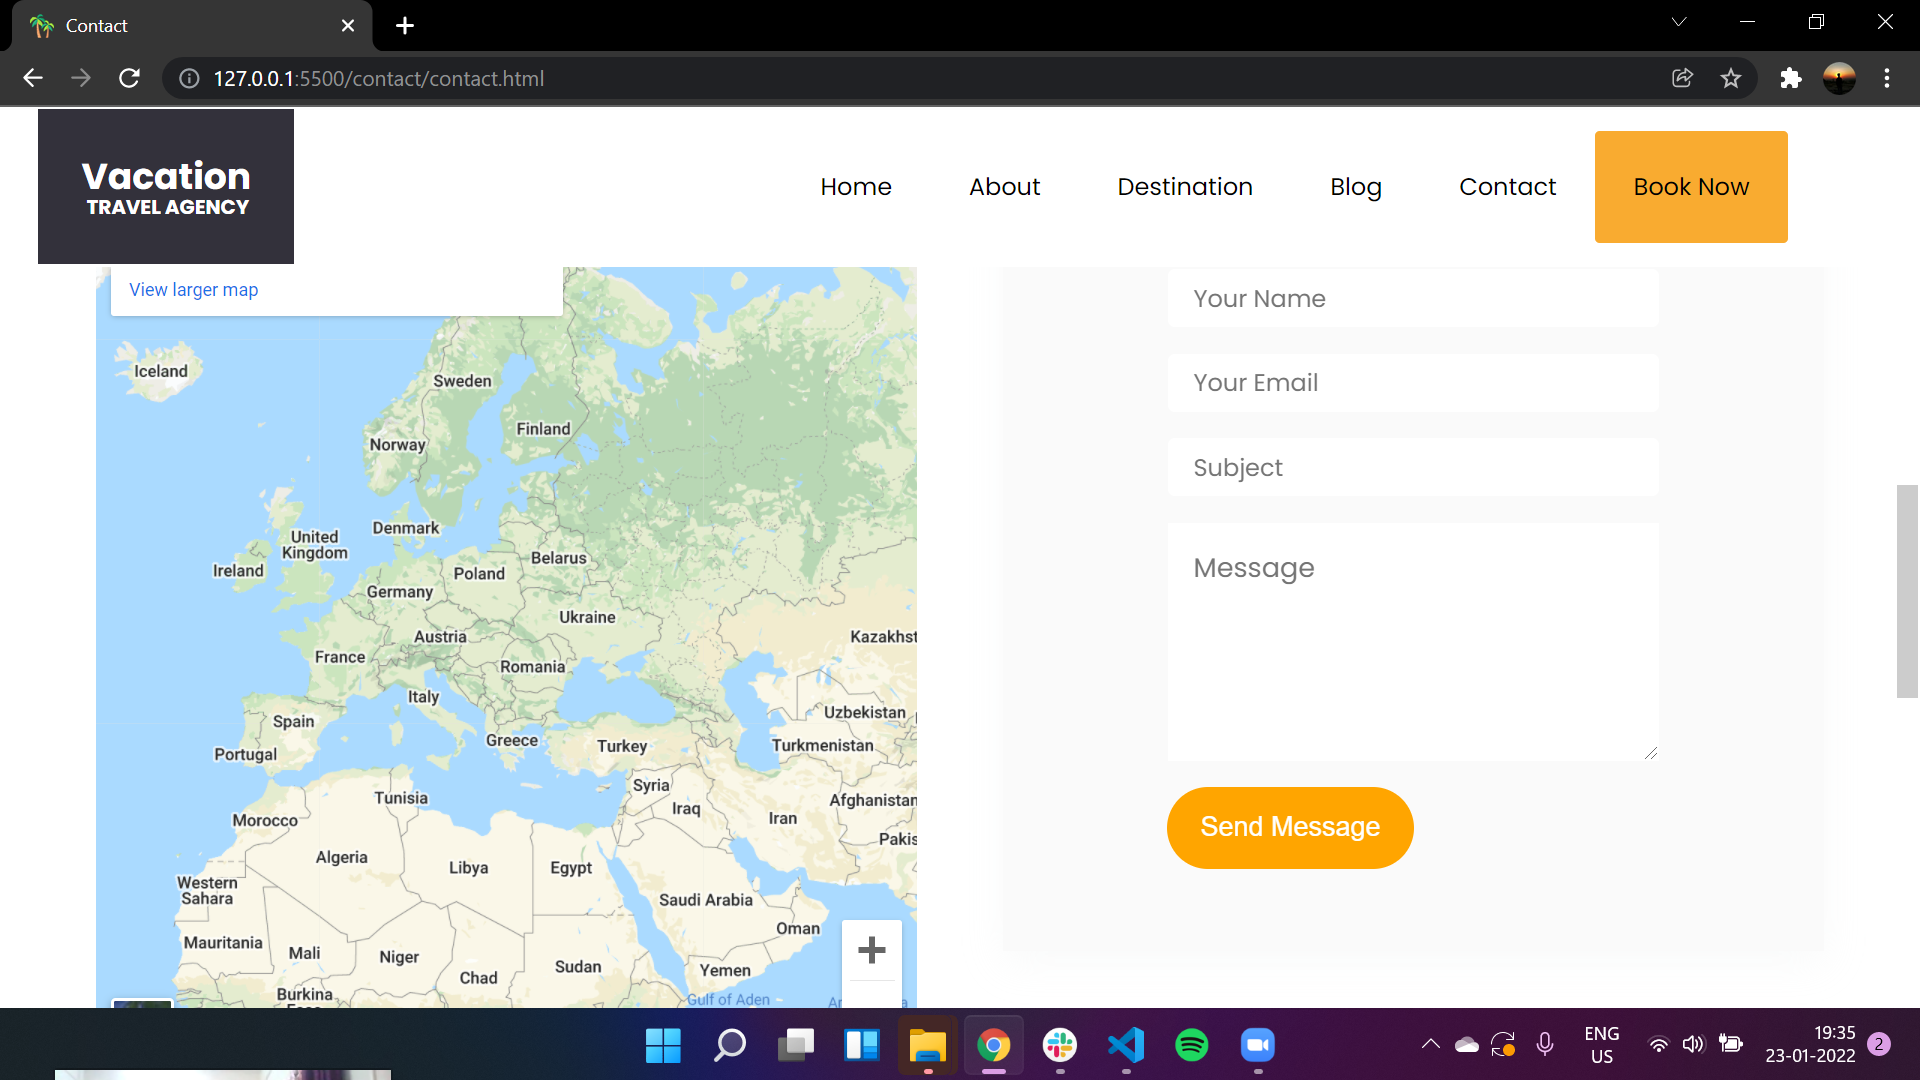 Contact
127.0.0.1:5500/contact/contact.html
Vacation
TRAVEL AGENCY
Home
About
Destination
Blog
Contact
Book Now
View larger map
Iceland
Sweden
Finland
Norway
Denmark
United
Kingdom
Ireland
Belarus
Poland
Germany
Ukraine
Austria
Kazakhst
France
Romania
Italy
Uzbekistan
Spain
Greece
Turkey
Turkmenistan
Portugal
Syria
Tunisia
Iraq
Afghanistan
Morocco
Iran
Pakis
Algeria
Libya
Egypt
Western
Sahara
Saudi Arabia
Oman
Mauritania
Mali
Niger
Chad
Sudan
Yemen
Burkina
Gulf of Aden
Your Name
Your Email
Subject
Message
Send Message
ENG
US
19:35
23-01-2022
2